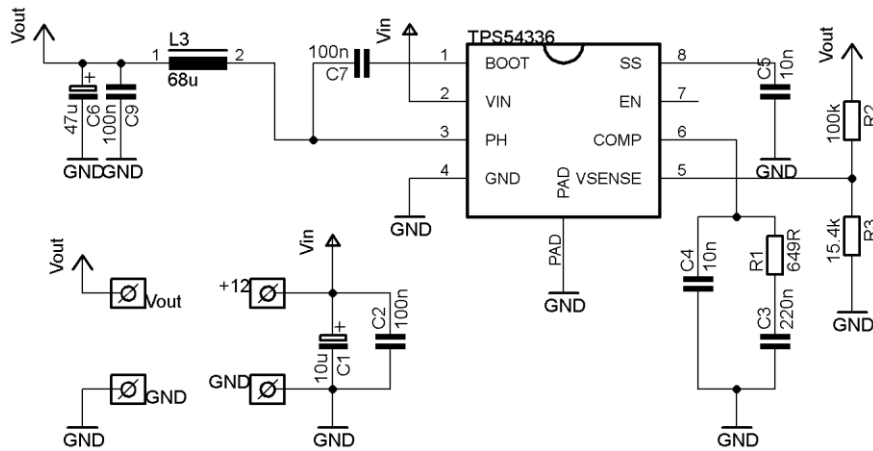 Vout
L3
1
2
68u
47u
C6
100n
C9
GND
GND
100n
C7
Vin
TPS54336
1
BOOT
2
VIN
3
PH
4
GND
SS
8
EN
7
COMP
6
VSENSE
5
PAD
PAD
GND
GND
C5
10n
GND
Vout
100k
R2
15.4k
R3
GND
C4
10n
R1
649R
C3
220n
GND
Vout
Vout
GND
GND
Vin
+12
10u
C1
C2
100n
GND
GND